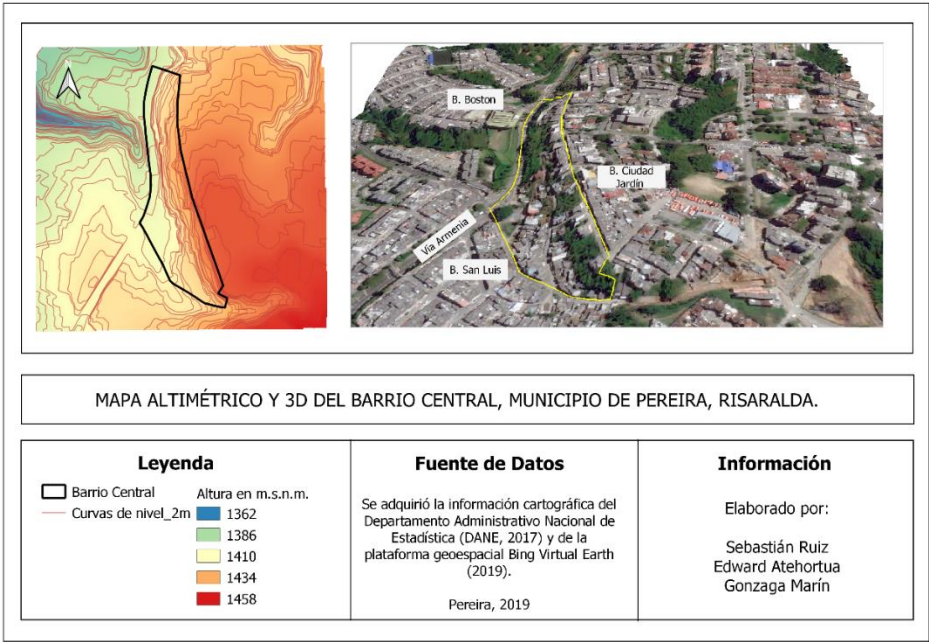 B. Boston
B. Ciudad
Jardín
Vía Armenia
B. San Luis
MAPA ALTIMÉTRICO Y 3D DEL BARRIO CENTRAL, MUNICIPIO DE PEREIRA, RISARALDA.
Leyenda
Barrio Central
Curvas de nivel_2m
Altura en m.s.n.m.
1362
1386
1410
1434
1458
Fuente de Datos
Se adquirió la información cartográfica del
Departamento Administrativo Nacional de
Estadística (DANE, 2017) y de la
plataforma geoespacial Bing Virtual Earth
(2019).
Pereira, 2019
Información
Elaborado por:
Sebastián Ruiz
Edward Atehortua
Gonzaga Marín